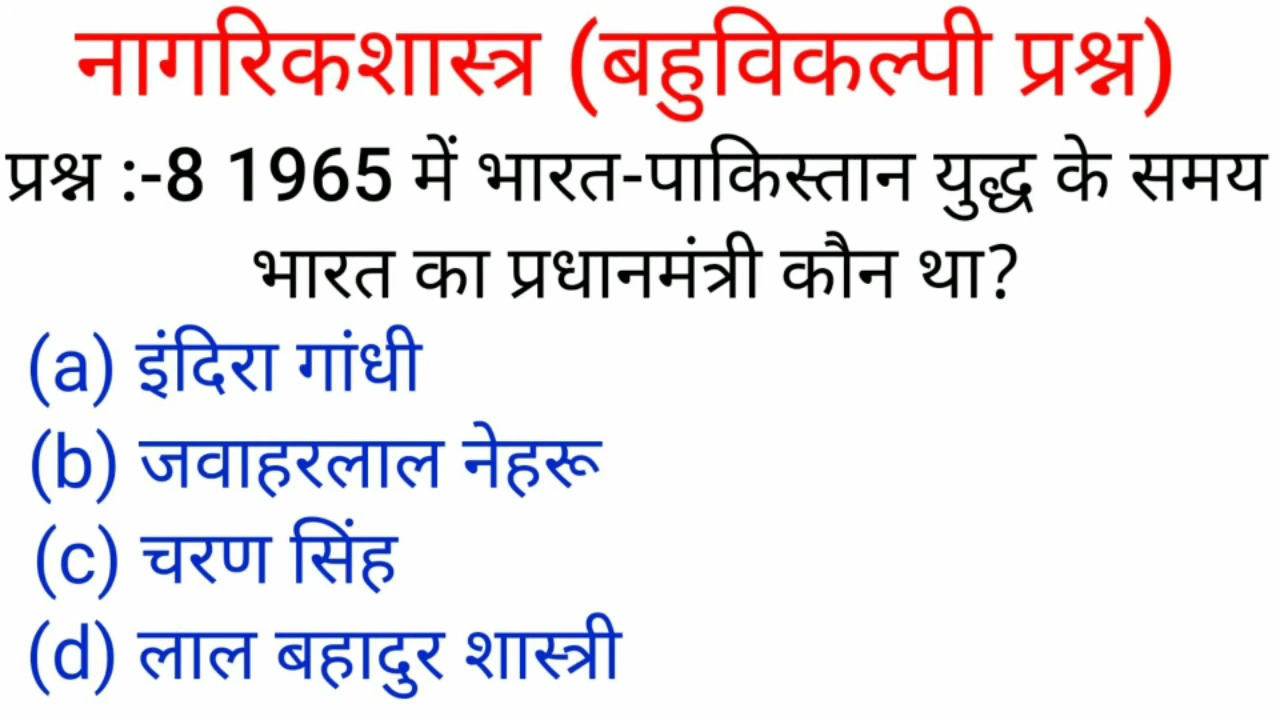 नागरिकशास्त्र (बहुविकल्पी प्रश्न)
प्रश्न :-8 1965 में भारत-पाकिस्तान युद्ध के समय
भारत का प्रधानमंत्री कौन था?
(a) इंदिरा गांधी
(b) जवाहरलाल नेहरू
(c) चरण सिंह
(d) लाल बहादुर शास्त्री